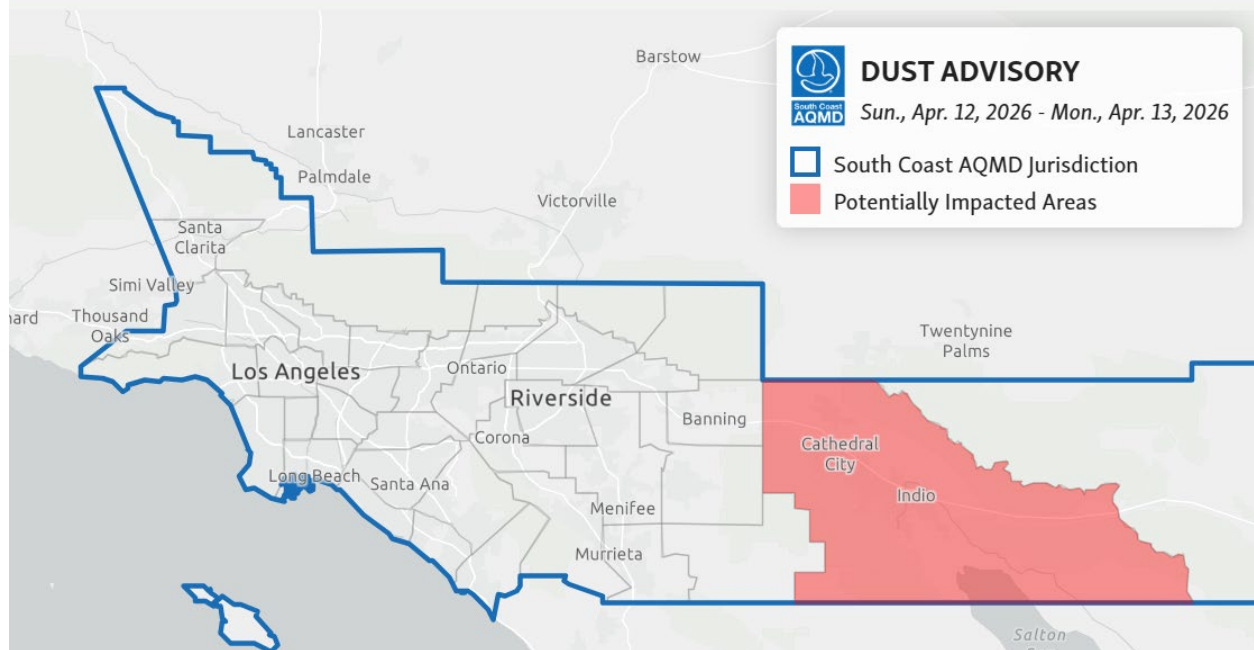 DUST ADVISORY
Sun., Apr. 12, 2026 - Mon., Apr. 13, 2026
South Coast
AQMD
South Coast AQMD Jurisdiction
Potentially Impacted Areas
Barstow
Lancaster
Palmdale
Victorville
Santa
Clarita
Simi Valley
nard
Thousand
Oaks
Twentynine
Palms
Los Angeles
Ontario
Riverside
Banning
Corona
Cathedral
City
Long Beach
Santa Ana
Indio
Menifee
Murrieta
Salton